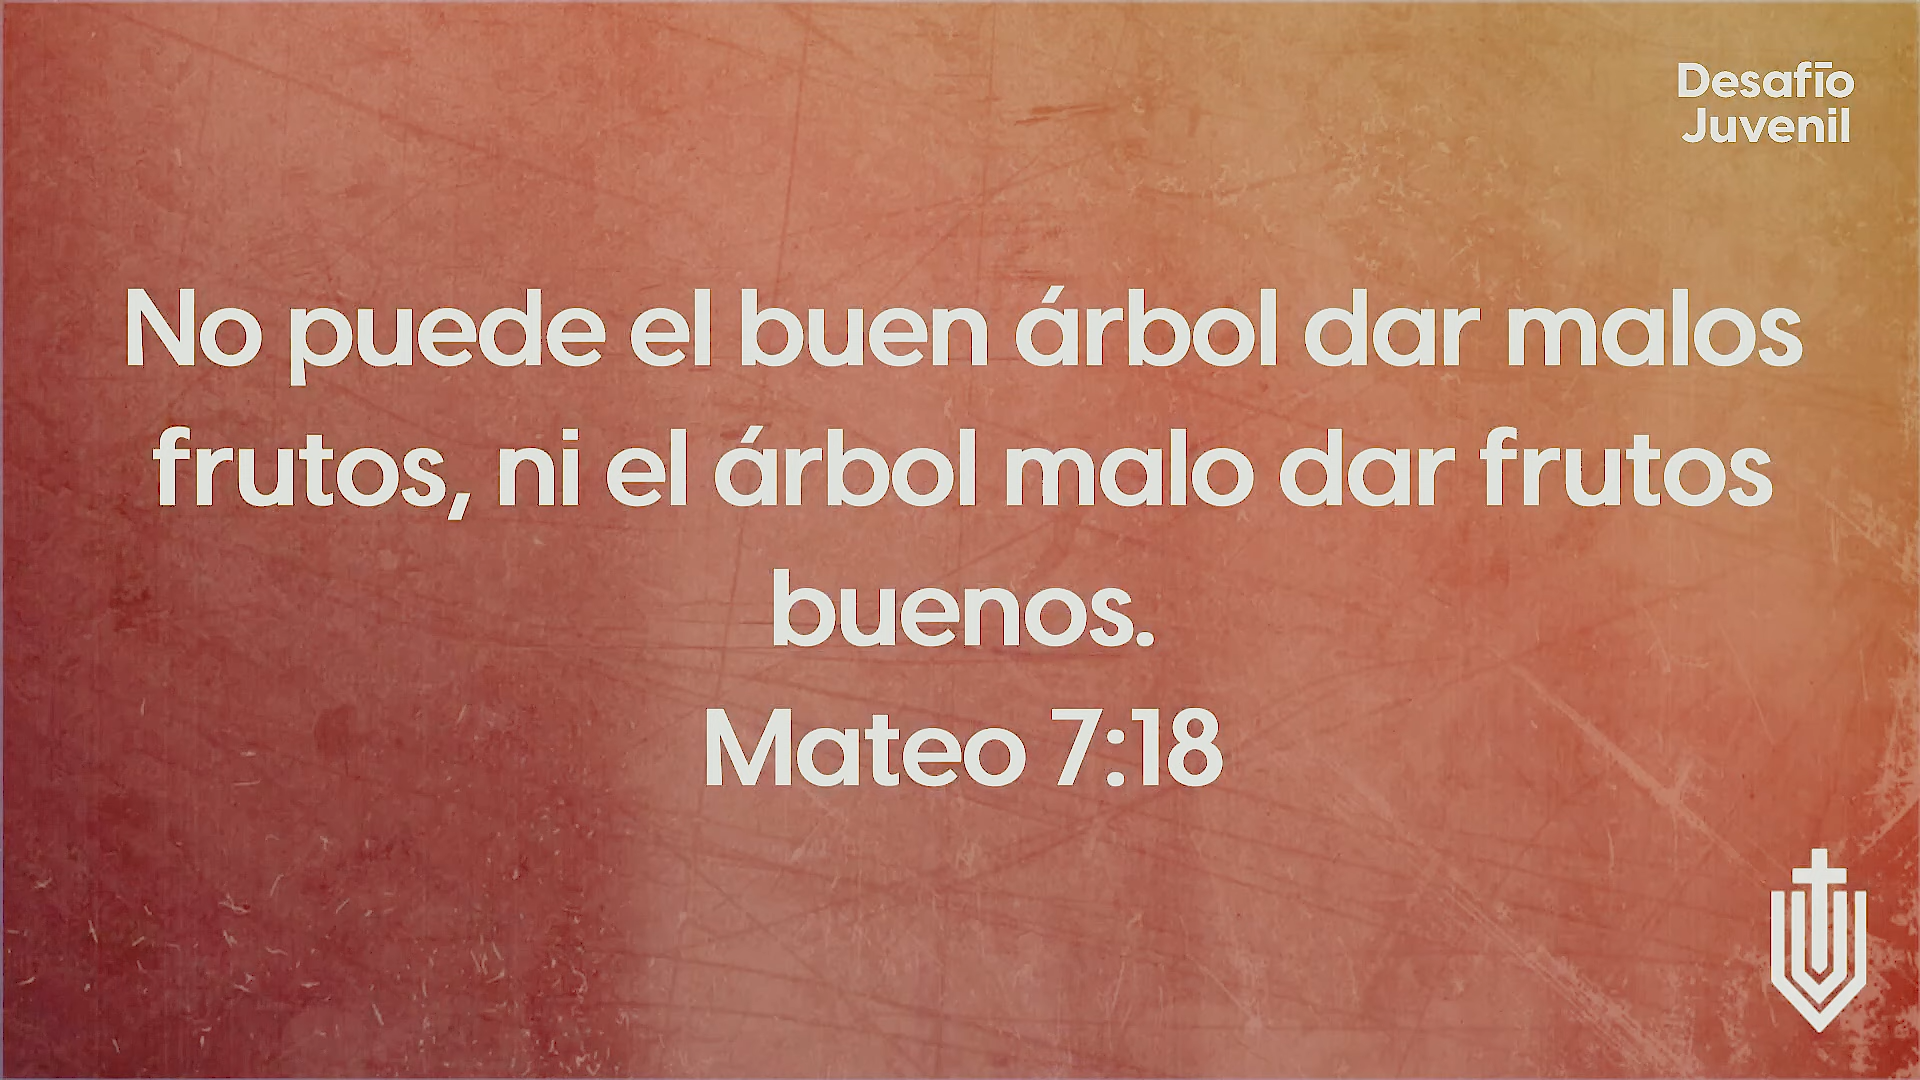 Desafío
Juvenil
No puede el buen árbol dar malos
frutos, ni el árbol malo dar frutos
buenos.
Mateo 7:18